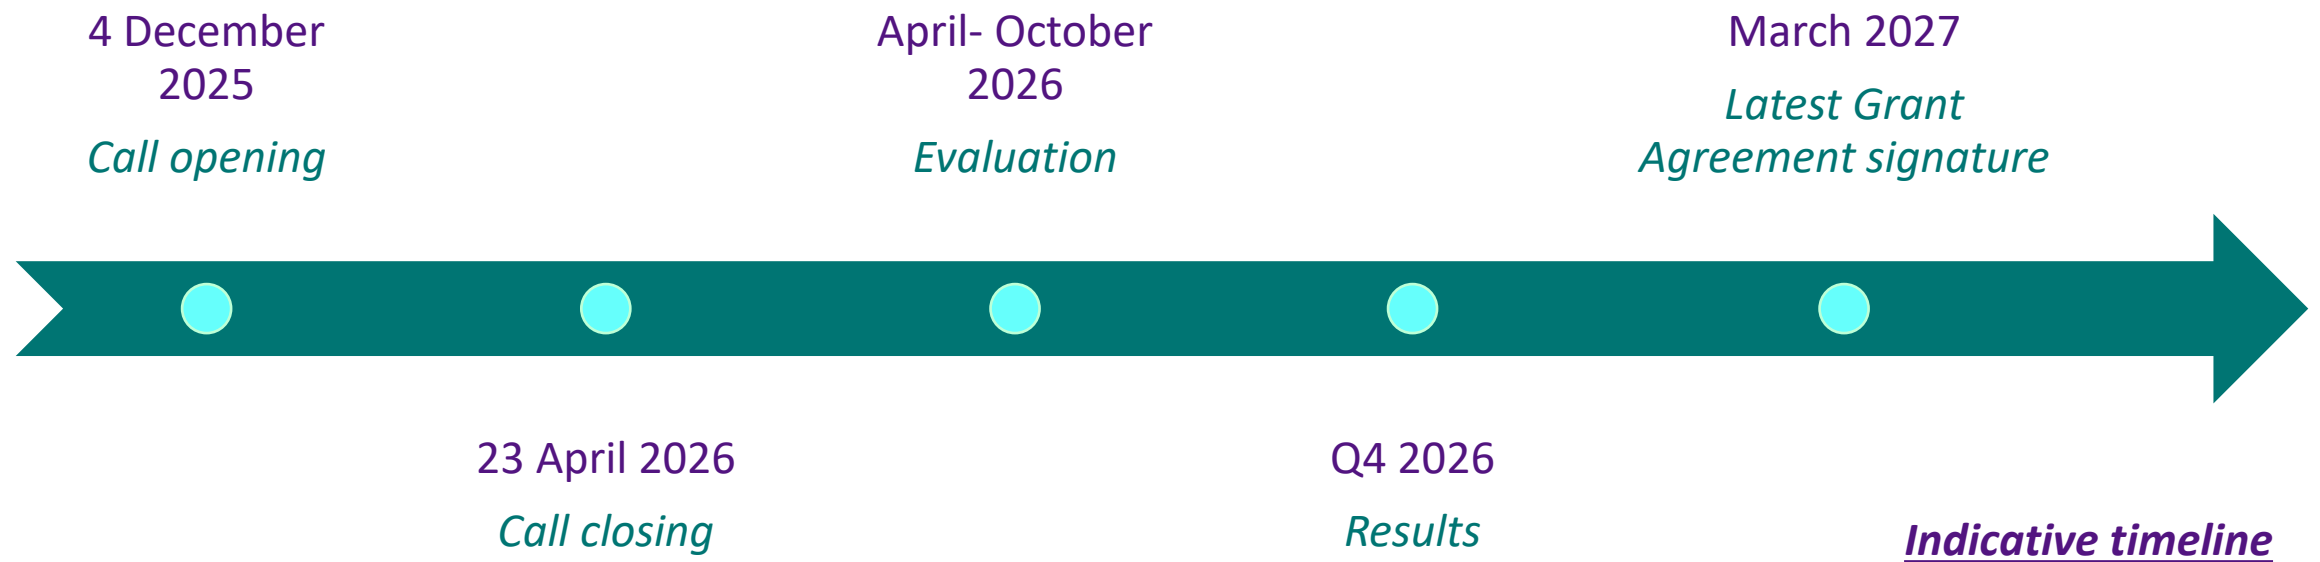 4 December
2025
Call opening
April- October
2026
Evaluation
March 2027
Latest Grant
Agreement signature
23 April 2026
Call closing
Q4 2026
Results
Indicative timeline